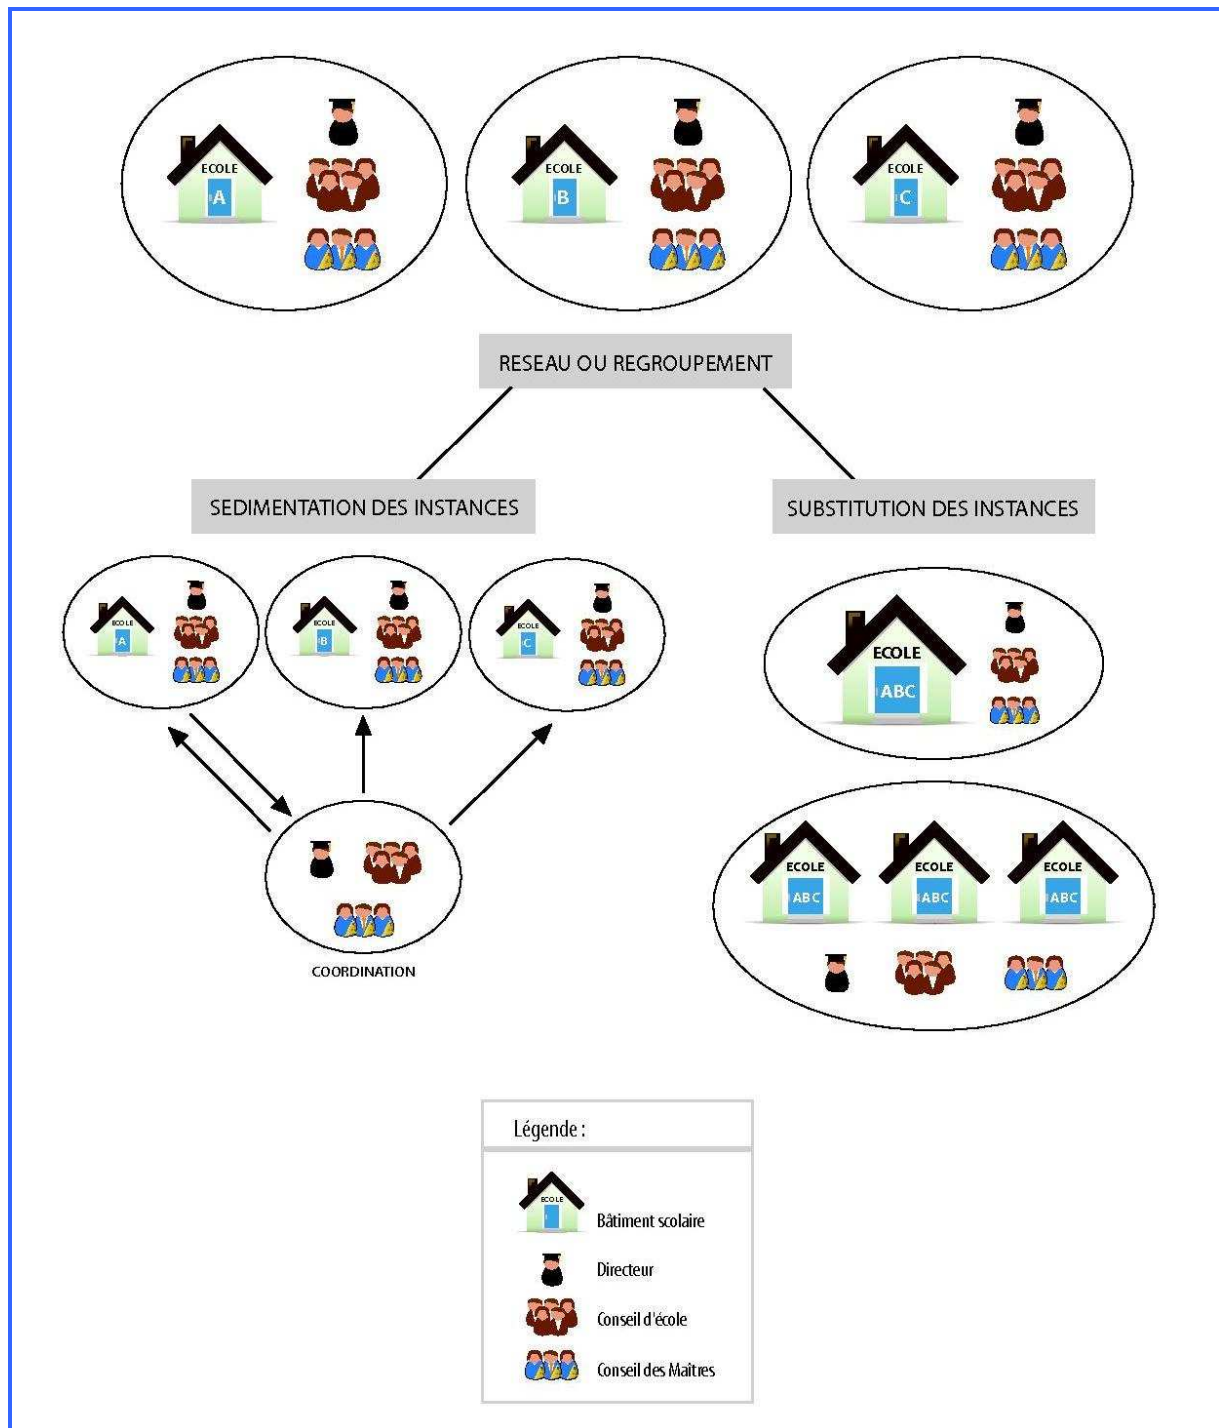 ECOLE
A
ECOLE
B
ECOLE
C
RESEAU OU REGROUPEMENT
SEDIMENTATION DES INSTANCES
SUBSTITUTION DES INSTANCES
ECOLE
A
ECOLE
B
ECOLE
C
COORDINATION
ECOLE
ABC
ECOLE
ABC
ECOLE
ABC
ECOLE
ABC
Légende :
ECOLE
Bâtiment scolaire
Directeur
Conseil d'école
Conseil des Maîtres